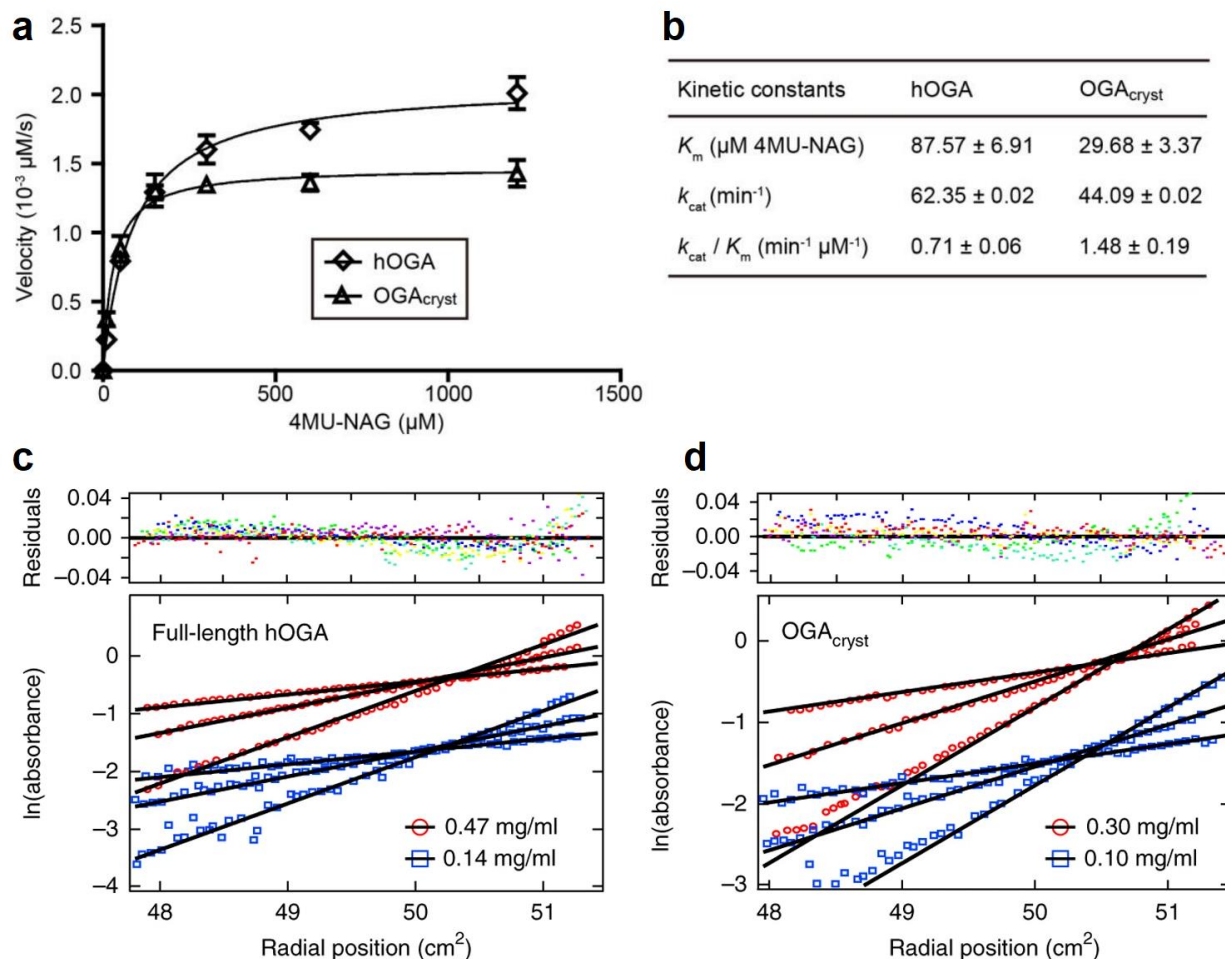 a
2.5
2.0
1.5
1.0
0.5
0.0
Velocity (10⁻³ µM/s)
hOGA
OGAcryst
0 500 1000 1500
4MU-NAG (µM)
b
Kinetic constants hOGA OGAcryst
Km (µM 4MU-NAG) 87.57 ± 6.91 29.68 ± 3.37
kcat (min⁻¹) 62.35 ± 0.02 44.09 ± 0.02
kcat / Km (min⁻¹ µM⁻¹) 0.71 ± 0.06 1.48 ± 0.19
c
Residuals
0.04
0.00
−0.04
Full-length hOGA
ln(absorbance)
0
−1
−2
−3
−4
0.47 mg/ml
0.14 mg/ml
48 49 50 51
Radial position (cm²)
d
Residuals
0.04
0.00
−0.04
OGAcryst
ln(absorbance)
0
−1
−2
−3
0.30 mg/ml
0.10 mg/ml
48 49 50 51
Radial position (cm²)